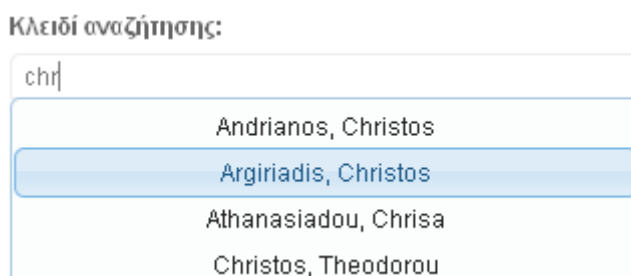 Κλειδί αναζήτησης:
chr
Andrianos, Christos
Argiriadis, Christos
Athanasiadou, Chrisa
Christos, Theodorou